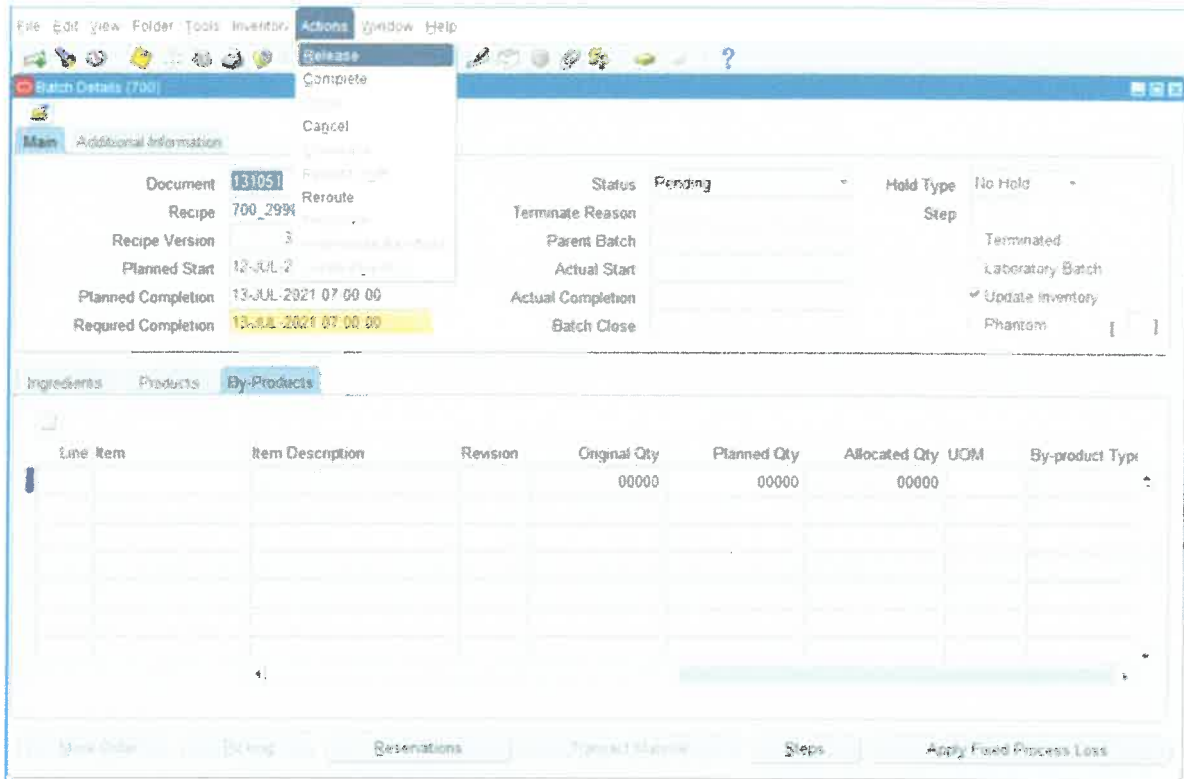 File Edit View Folder Tools Inventory Actions Window Help
Release
Complete
Cancel
Reroute
Batch Details (700)
Main Additional Information
Document 131051
Status Pending
Hold Type No Hold
Recipe 700_299
Terminate Reason
Step
Recipe Version 3
Parent Batch
Terminated
Planned Start 12-JUL-2
Actual Start
Laboratory Batch
Planned Completion 13-JUL-2021 07 00 00
Actual Completion
Update Inventory
Required Completion 13-JUL-2021 07 00 00
Batch Close
Phantom [ ]
Ingredients Products By-Products
Line Item Item Description Revision Original Qty Planned Qty Allocated Qty UOM By-product Type
00000 00000 00000
Reservations Steps Apply Fixed Process Loss